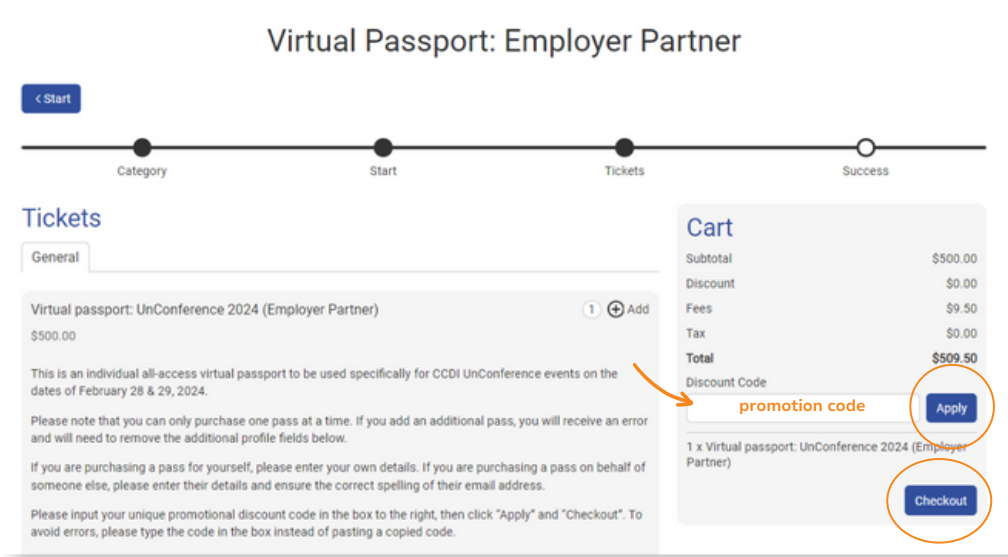 Virtual Passport: Employer Partner
< Start
Category
Start
Tickets
Success
Tickets
General
Virtual passport: UnConference 2024 (Employer Partner)
1
Add
$500.00
This is an individual all-access virtual passport to be used specifically for CCDI UnConference events on the
dates of February 28 & 29, 2024.
Please note that you can only purchase one pass at a time. If you add an additional pass, you will receive an error
and will need to remove the additional profile fields below.
If you are purchasing a pass for yourself, please enter your own details. If you are purchasing a pass on behalf of
someone else, please enter their details and ensure the correct spelling of their email address.
Please input your unique promotional discount code in the box to the right, then click “Apply” and “Checkout”. To
avoid errors, please type the code in the box instead of pasting a copied code.
Cart
Subtotal $500.00
Discount $0.00
Fees $9.50
Tax $0.00
Total $509.50
Discount Code
promotion code
Apply
1 x Virtual passport: UnConference 2024 (Employer
Partner)
Checkout